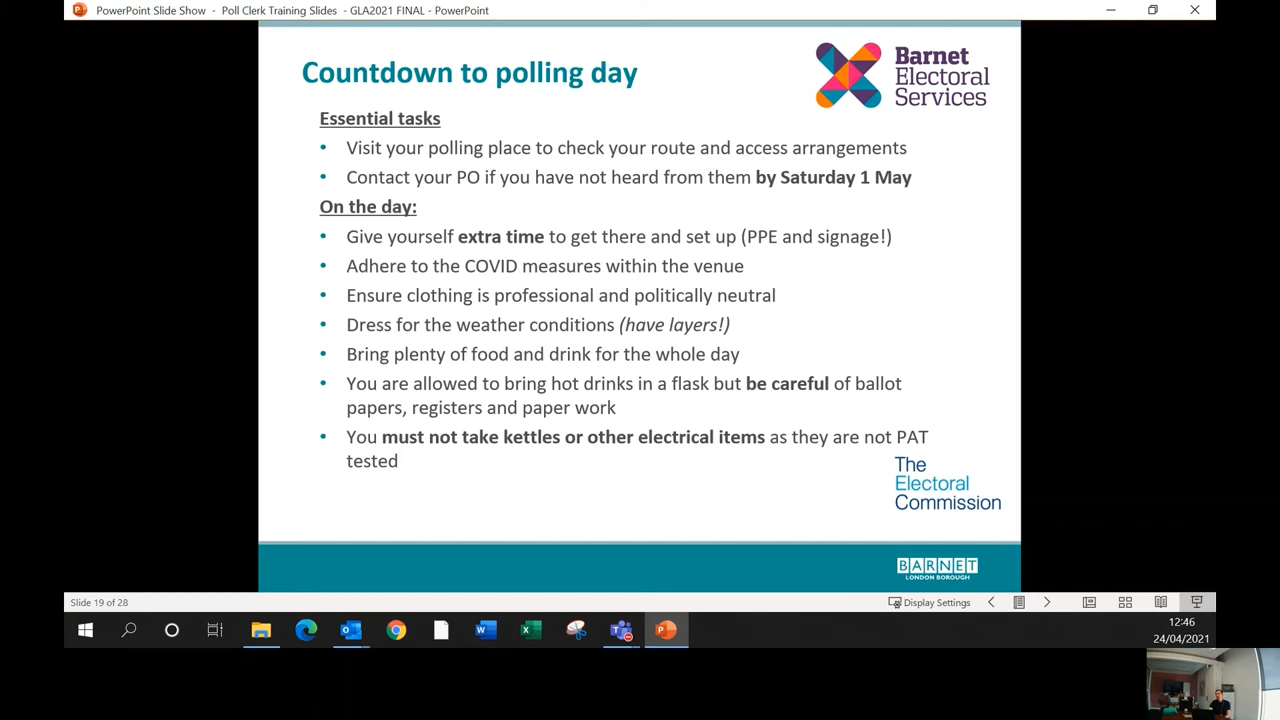 PowerPoint Slide Show - Poll Clerk Training Slides - GLA2021 FINAL - PowerPoint
Countdown to polling day
Barnet
Electoral
Services
Essential tasks
• Visit your polling place to check your route and access arrangements
• Contact your PO if you have not heard from them by Saturday 1 May
On the day:
• Give yourself extra time to get there and set up (PPE and signage!)
• Adhere to the COVID measures within the venue
• Ensure clothing is professional and politically neutral
• Dress for the weather conditions (have layers!)
• Bring plenty of food and drink for the whole day
• You are allowed to bring hot drinks in a flask but be careful of ballot
papers, registers and paper work
• You must not take kettles or other electrical items as they are not PAT
tested
The
Electoral
Commission
BARNET
LONDON BOROUGH
Slide 19 of 28
Display Settings
12:46
24/04/2021